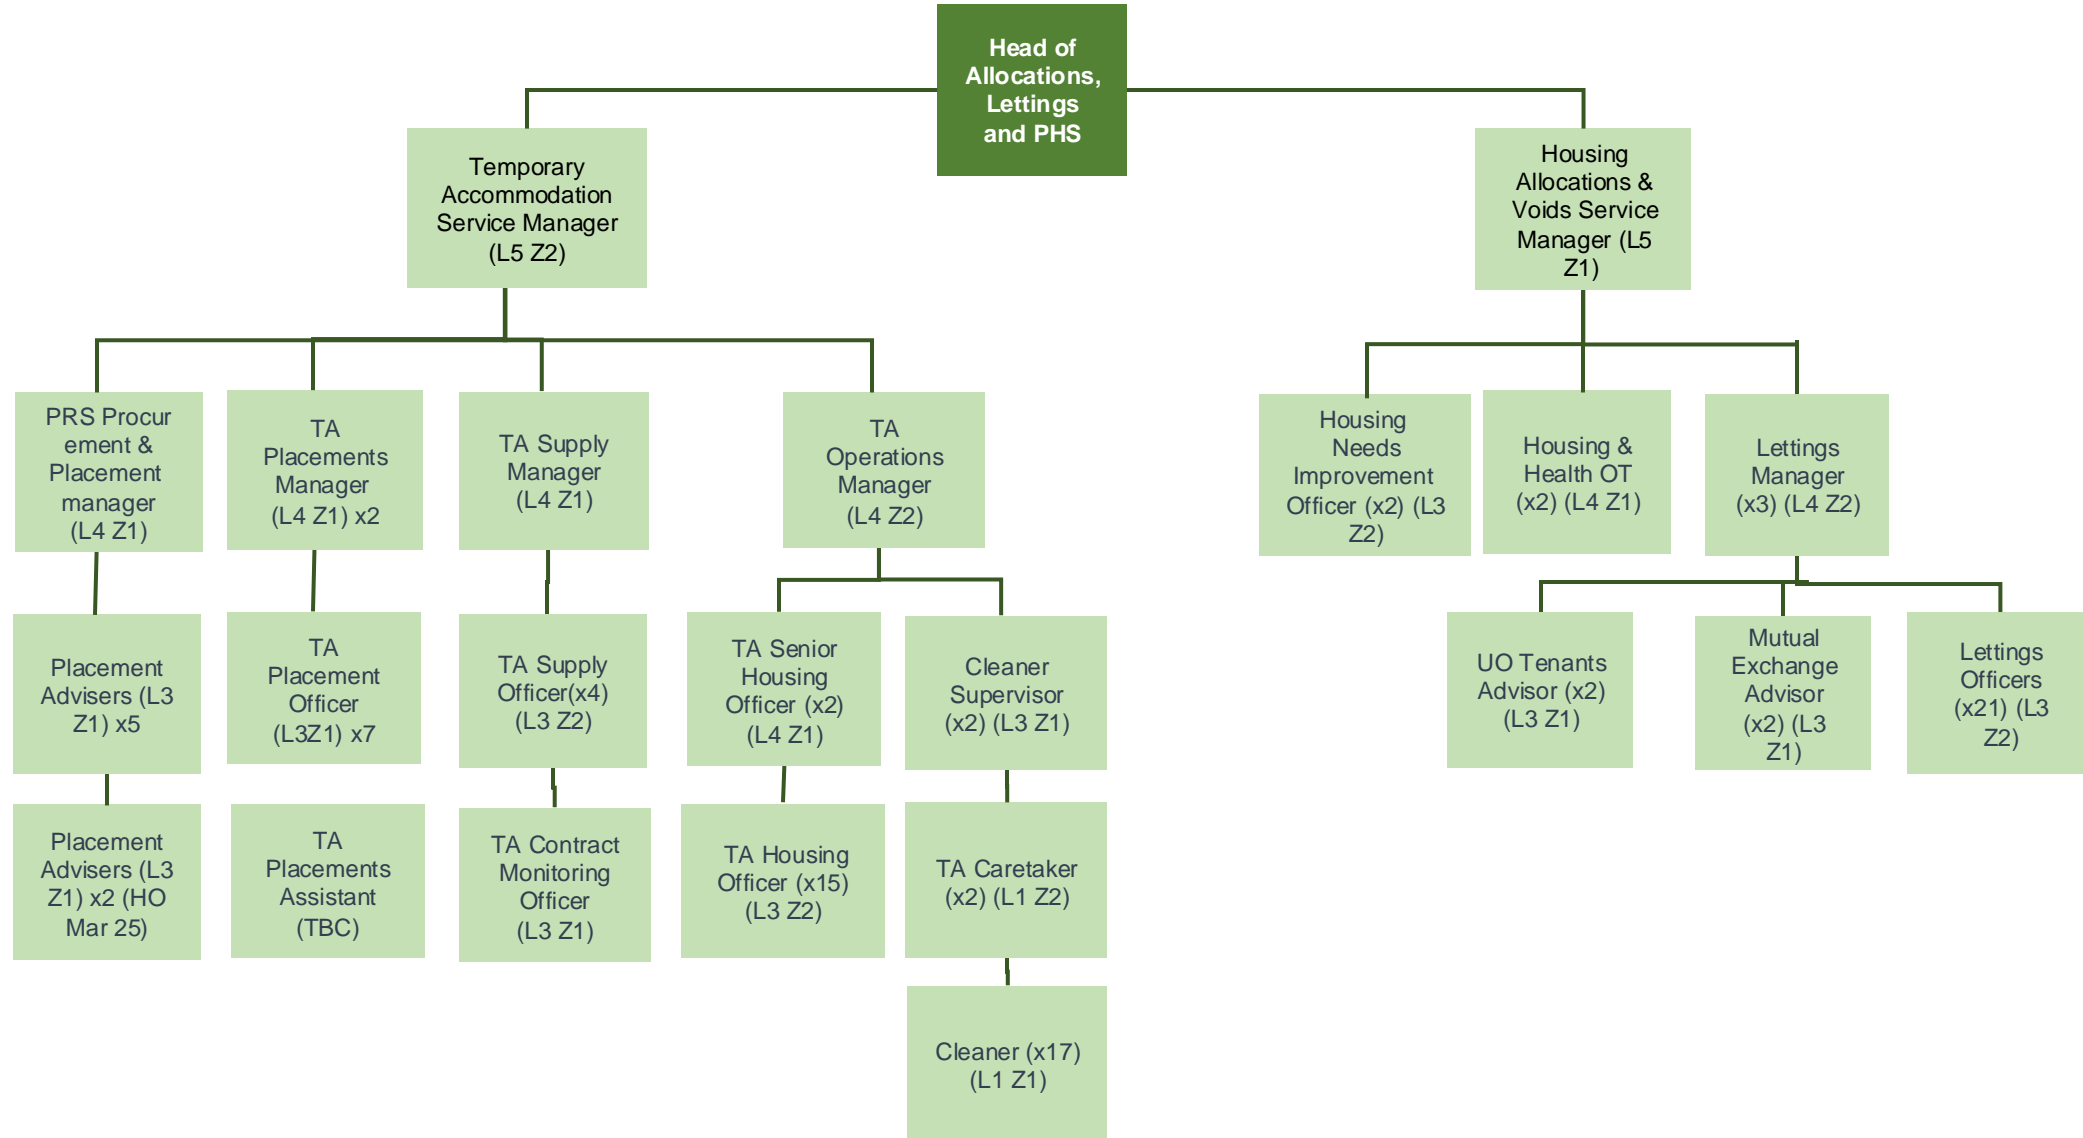 Head of
Allocations,
Lettings
and PHS
Temporary
Accommodation
Service Manager
(L5 Z2)
Housing
Allocations &
Voids Service
Manager (L5
Z1)
PRS Procur
ement &
Placement
manager
(L4 Z1)
TA
Placements
Manager
(L4 Z1) x2
TA Supply
Manager
(L4 Z1)
TA
Operations
Manager
(L4 Z2)
Housing
Needs
Improvement
Officer (x2) (L3
Z2)
Housing &
Health OT
(x2) (L4 Z1)
Lettings
Manager
(x3) (L4 Z2)
Placement
Advisers (L3
Z1) x5
TA
Placement
Officer
(L3Z1) x7
TA Supply
Officer(x4)
(L3 Z2)
TA Senior
Housing
Officer (x2)
(L4 Z1)
Cleaner
Supervisor
(x2) (L3 Z1)
UO Tenants
Advisor (x2)
(L3 Z1)
Mutual
Exchange
Advisor
(x2) (L3
Z1)
Lettings
Officers
(x21) (L3
Z2)
Placement
Advisers (L3
Z1) x2 (HO
Mar 25)
TA
Placements
Assistant
(TBC)
TA Contract
Monitoring
Officer
(L3 Z1)
TA Housing
Officer (x15)
(L3 Z2)
TA Caretaker
(x2) (L1 Z2)
Cleaner (x17)
(L1 Z1)